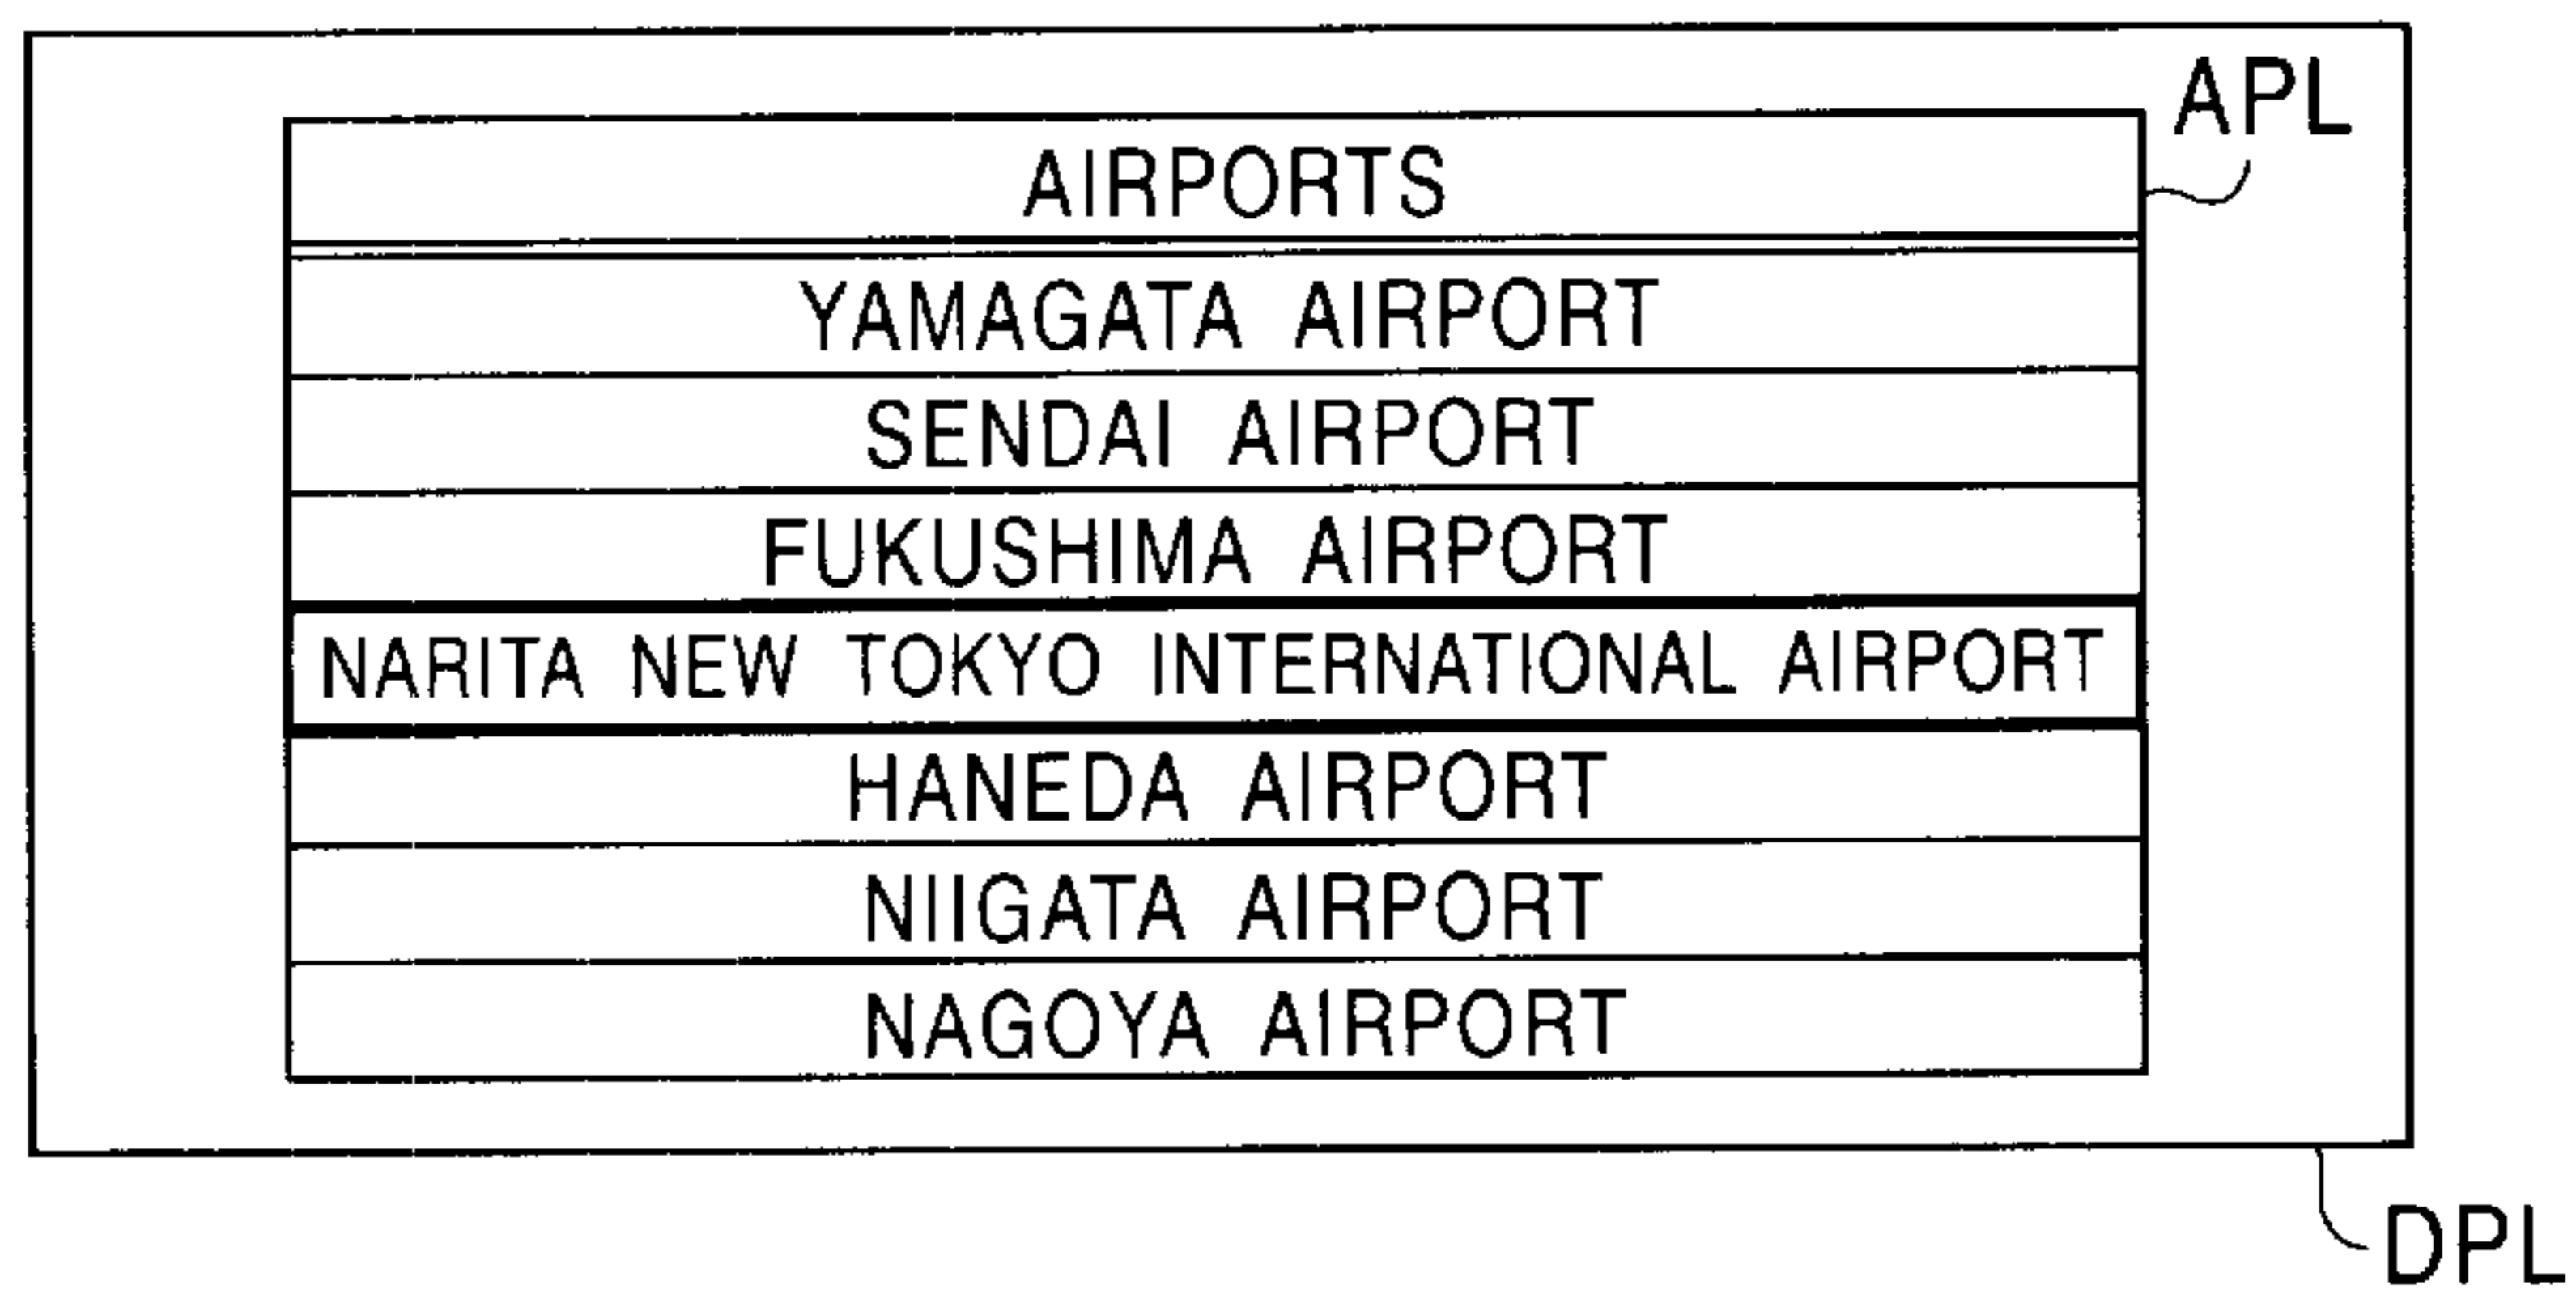 APL
AIRPORTS
YAMAGATA AIRPORT
SENDAI AIRPORT
FUKUSHIMA AIRPORT
NARITA NEW TOKYO INTERNATIONAL AIRPORT
HANEDA AIRPORT
NIIGATA AIRPORT
NAGOYA AIRPORT
DPL